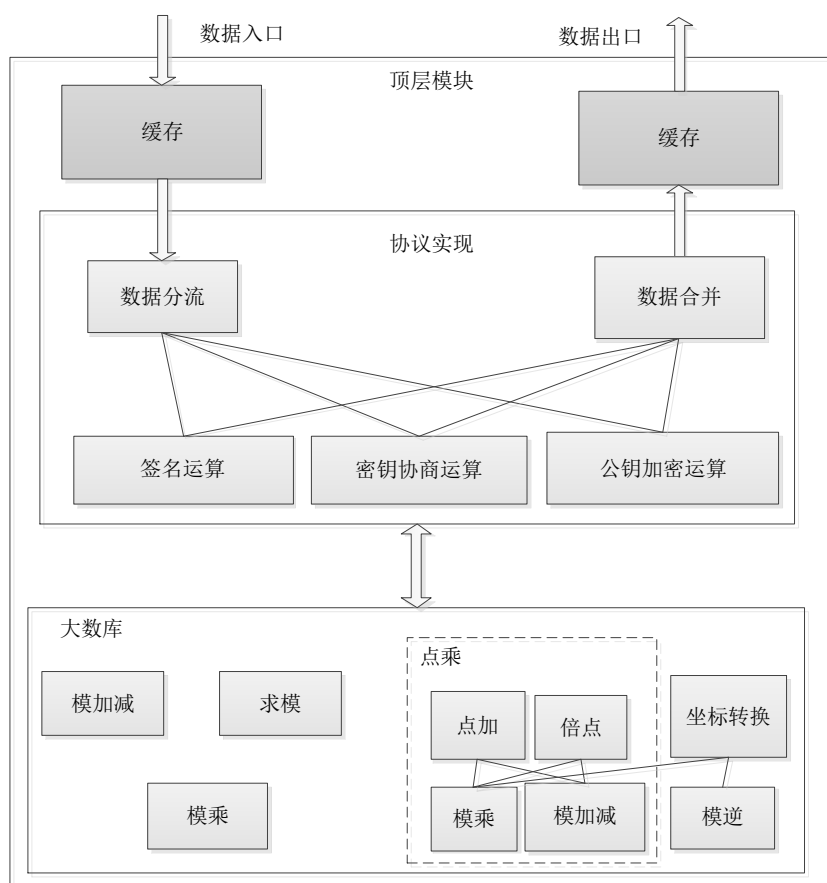 数据入口
数据出口
顶层模块
缓存
缓存
协议实现
数据分流
数据合并
签名运算
密钥协商运算
公钥加密运算
大数库
点乘
模加减
求模
点加
倍点
坐标转换
模乘
模乘
模加减
模逆